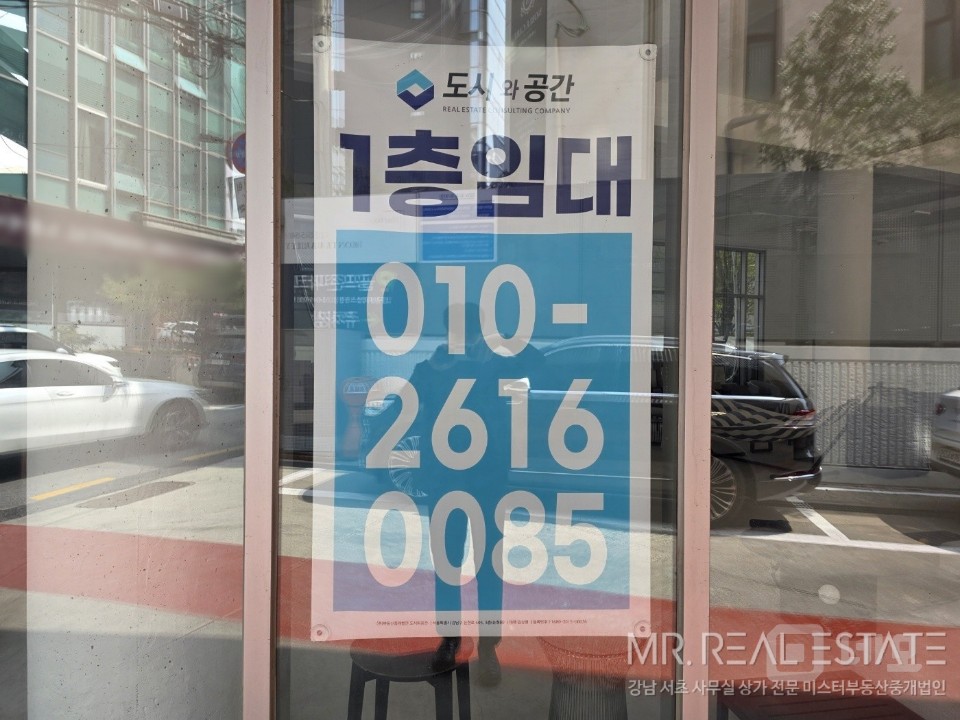 도시와공간
REAL ESTATE CONSULTING COMPANY
1층임대
010-
2616
0085
MR. REAL ESTATE
강남 서초 사무실 상가 전문 미스터부동산중개법인